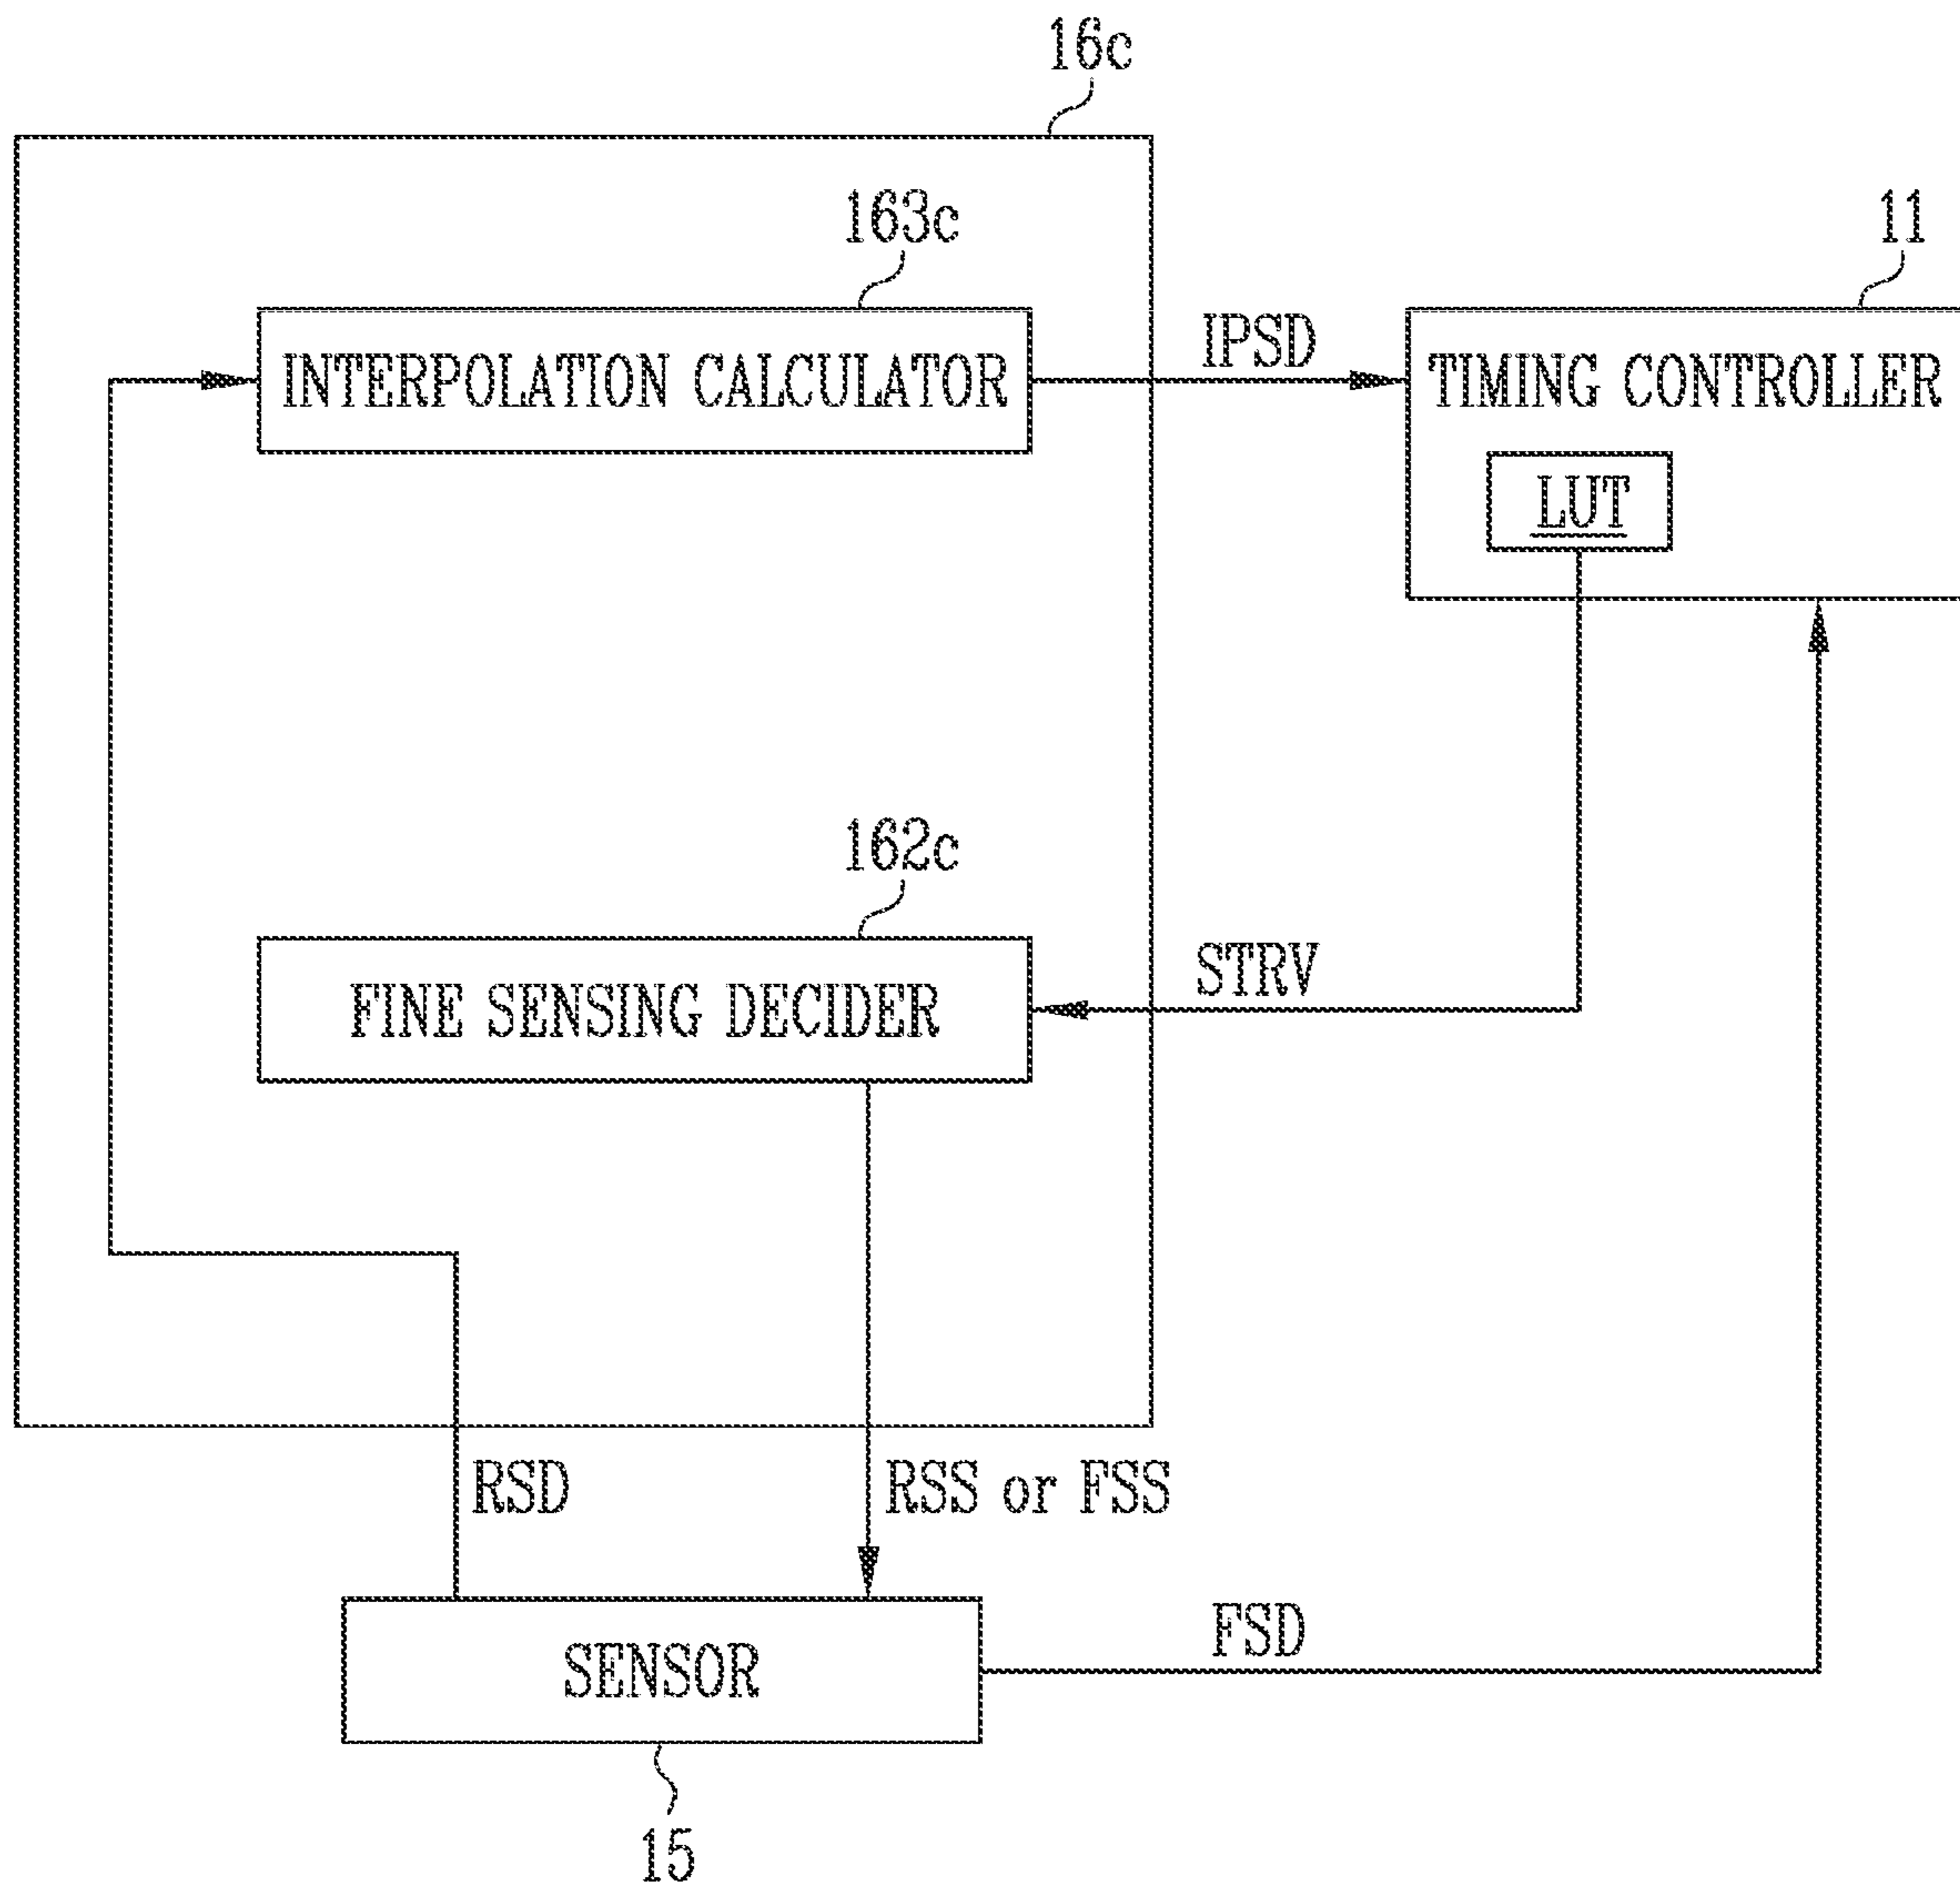 16c
163c
11
INTERPOLATION CALCULATOR
IPSD
TIMING CONTROLLER
LUT
162c
FINE SENSING DECIDER
STRV
RSD
RSS or FSS
SENSOR
FSD
15